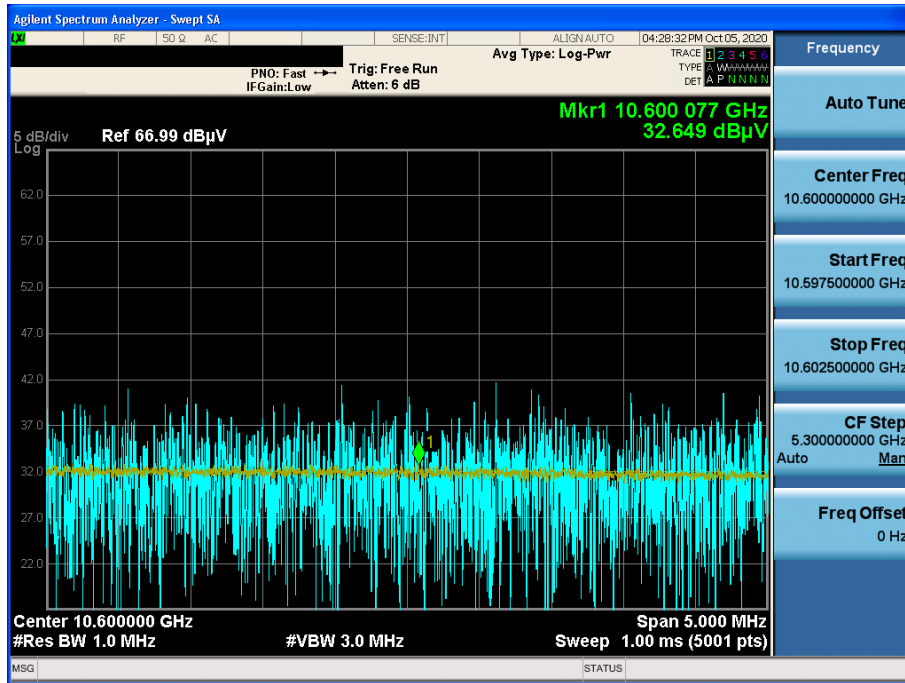 Agilent Spectrum Analyzer - Swept SA
LXI RF 50 Ω AC SENSE:INT ALIGN AUTO 04:28:32 PM Oct 05, 2020
Avg Type: Log-Pwr TRACE 1 2 3 4 5 6
PNO: Fast Trig: Free Run TYPE A W W W W W
IFGain:Low Atten: 6 dB DET A P N N N N
Mkr1 10.600 077 GHz
32.649 dBµV
5 dB/div Ref 66.99 dBµV
Log
62.0
57.0
52.0
47.0
42.0
37.0
1
32.0
27.0
22.0
Center 10.600000 GHz Span 5.000 MHz
#Res BW 1.0 MHz #VBW 3.0 MHz Sweep 1.00 ms (5001 pts)
MSG STATUS
Frequency
Auto Tune
Center Freq
10.600000000 GHz
Start Freq
10.597500000 GHz
Stop Freq
10.602500000 GHz
CF Step
5.300000000 GHz
Auto Man
Freq Offset
0 Hz